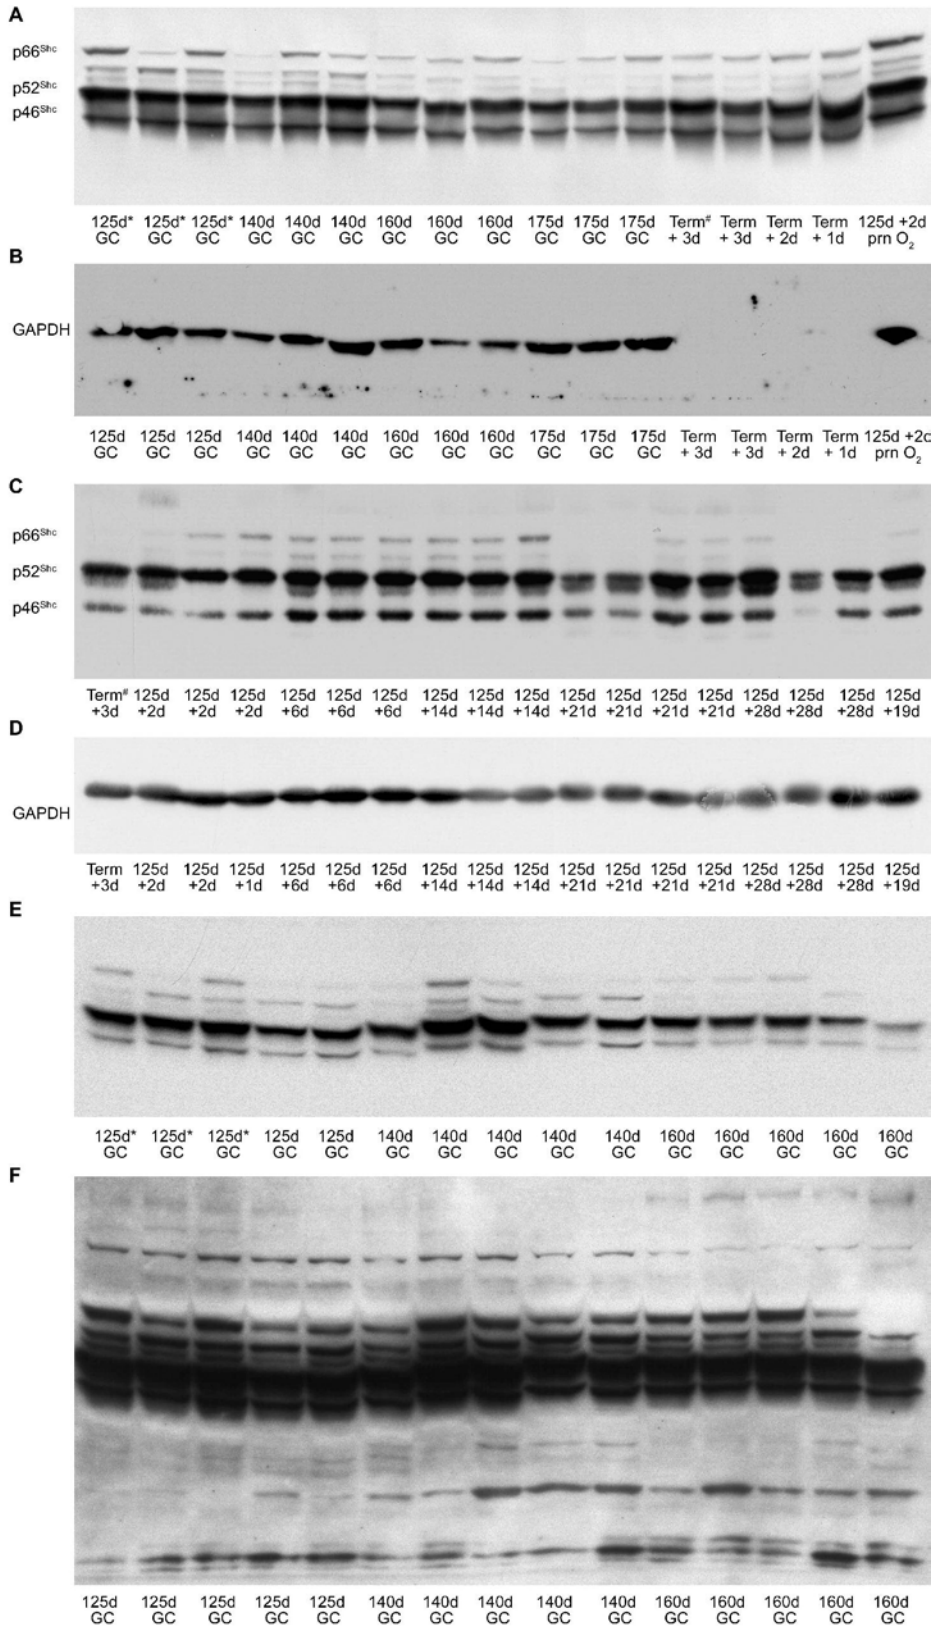 A
p66Shc
p52Shc
p46Shc
125d* 125d* 125d* 140d 140d 140d 160d 160d 160d 175d 175d 175d Term# Term Term Term 125d +2d
GC GC GC GC GC GC GC GC GC GC GC GC + 3d + 3d + 2d + 1d prn O2
B
GAPDH
125d 125d 125d 140d 140d 140d 160d 160d 160d 175d 175d 175d Term Term Term Term 125d +2d
GC GC GC GC GC GC GC GC GC GC GC GC + 3d + 3d + 2d + 1d prn O2
C
p66Shc
p52Shc
p46Shc
Term# 125d 125d 125d 125d 125d 125d 125d 125d 125d 125d 125d 125d 125d 125d 125d 125d 125d
+3d +2d +2d +2d +6d +6d +6d +14d +14d +14d +21d +21d +21d +21d +28d +28d +28d +19d
D
GAPDH
Term 125d 125d 125d 125d 125d 125d 125d 125d 125d 125d 125d 125d 125d 125d 125d 125d 125d
+3d +2d +2d +1d +6d +6d +6d +14d +14d +14d +21d +21d +21d +21d +28d +28d +28d +19d
E
125d* 125d* 125d* 125d 125d 140d 140d 140d 140d 140d 160d 160d 160d 160d 160d
GC GC GC GC GC GC GC GC GC GC GC GC GC GC GC
F
125d 125d 125d 125d 125d 140d 140d 140d 140d 140d 160d 160d 160d 160d 160d
GC GC GC GC GC GC GC GC GC GC GC GC GC GC GC